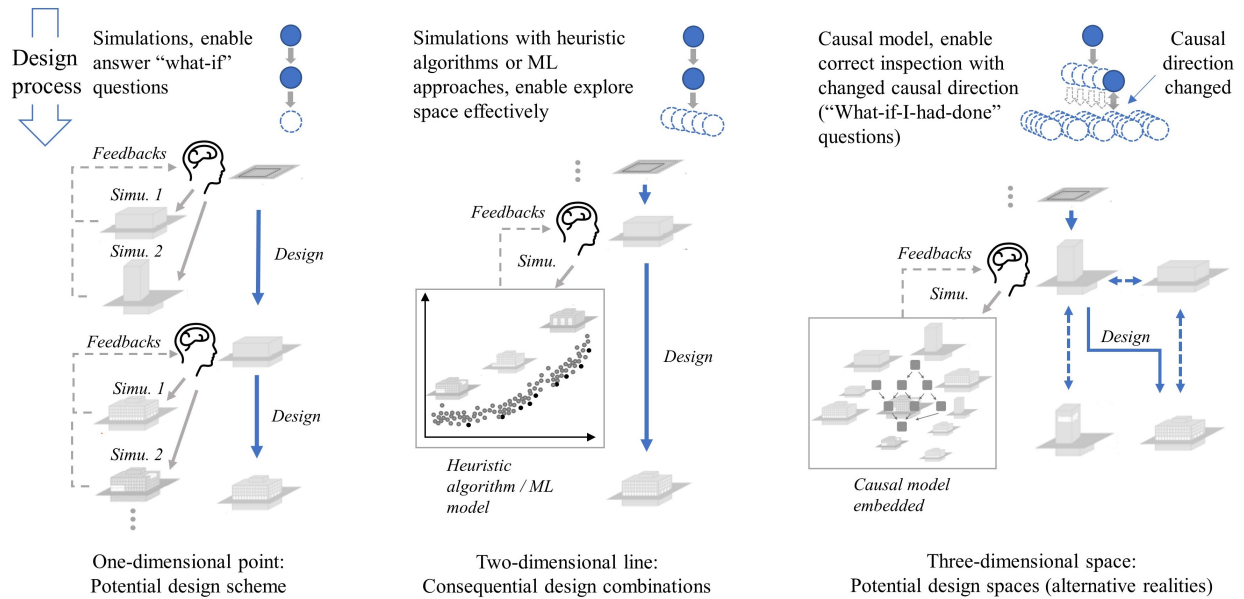 Design
process
Simulations, enable
answer “what-if”
questions
Feedbacks
Simu. 1
Simu. 2
Design
Feedbacks
Simu. 1
Simu. 2
Design
One-dimensional point:
Potential design scheme
Simulations with heuristic
algorithms or ML
approaches, enable explore
space effectively
Feedbacks
Simu.
Design
Heuristic
algorithm / ML
model
Two-dimensional line:
Consequential design combinations
Causal model, enable
correct inspection with
changed causal direction
(“What-if-I-had-done”
questions)
Causal
direction
changed
Feedbacks
Simu.
Design
Causal model
embedded
Three-dimensional space:
Potential design spaces (alternative realities)